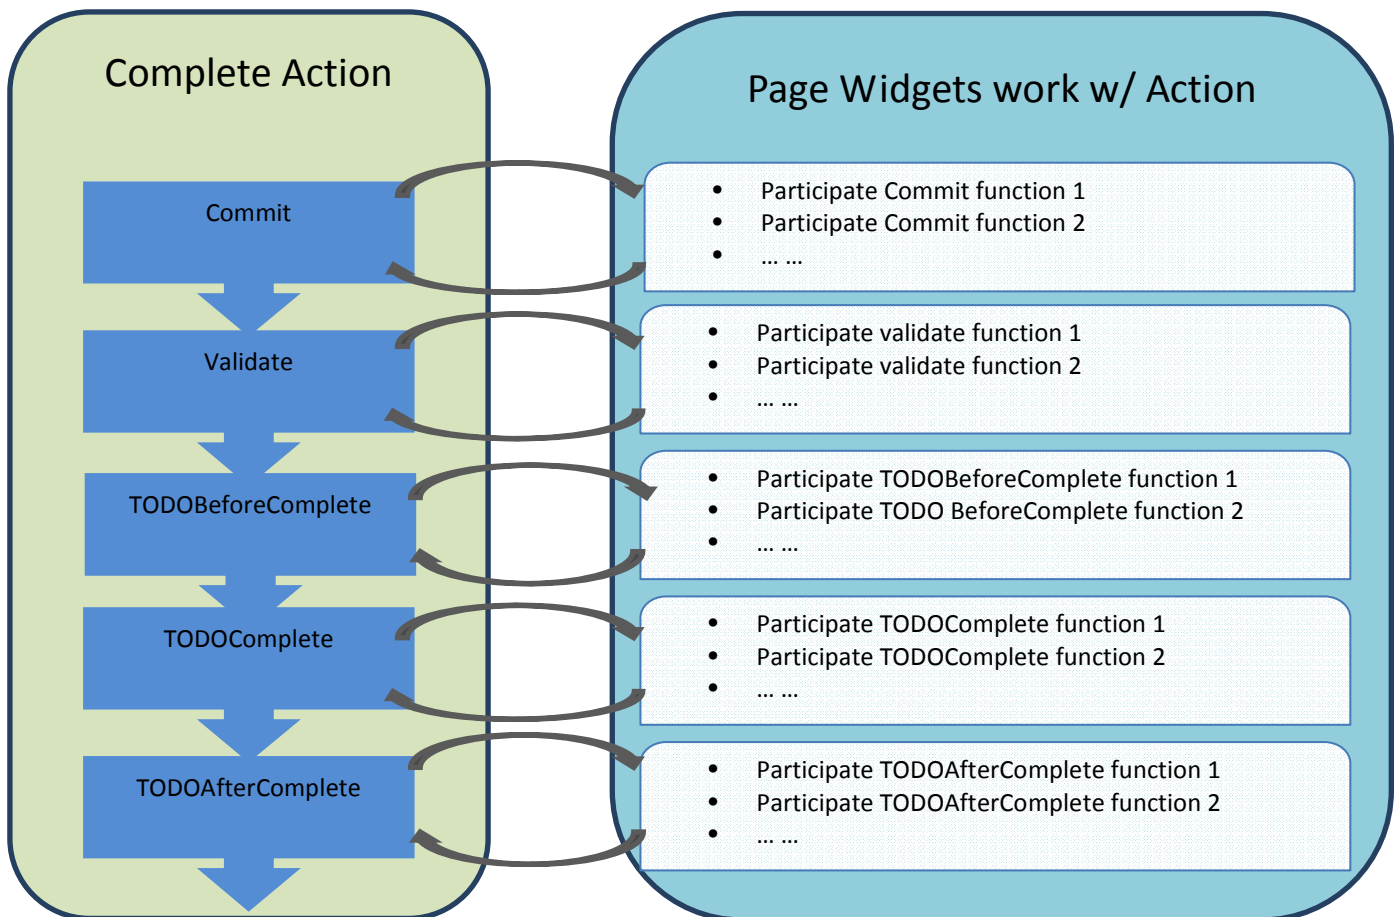 Complete Action
Page Widgets work w/ Action
Commit
• Participate Commit function 1
• Participate Commit function 2
• ... ...
Validate
• Participate validate function 1
• Participate validate function 2
• ... ...
TODOBeforeComplete
• Participate TODOBeforeComplete function 1
• Participate TODO BeforeComplete function 2
• ... ...
TODOComplete
• Participate TODOComplete function 1
• Participate TODOComplete function 2
• ... ...
TODOAfterComplete
• Participate TODOAfterComplete function 1
• Participate TODOAfterComplete function 2
• ... ...